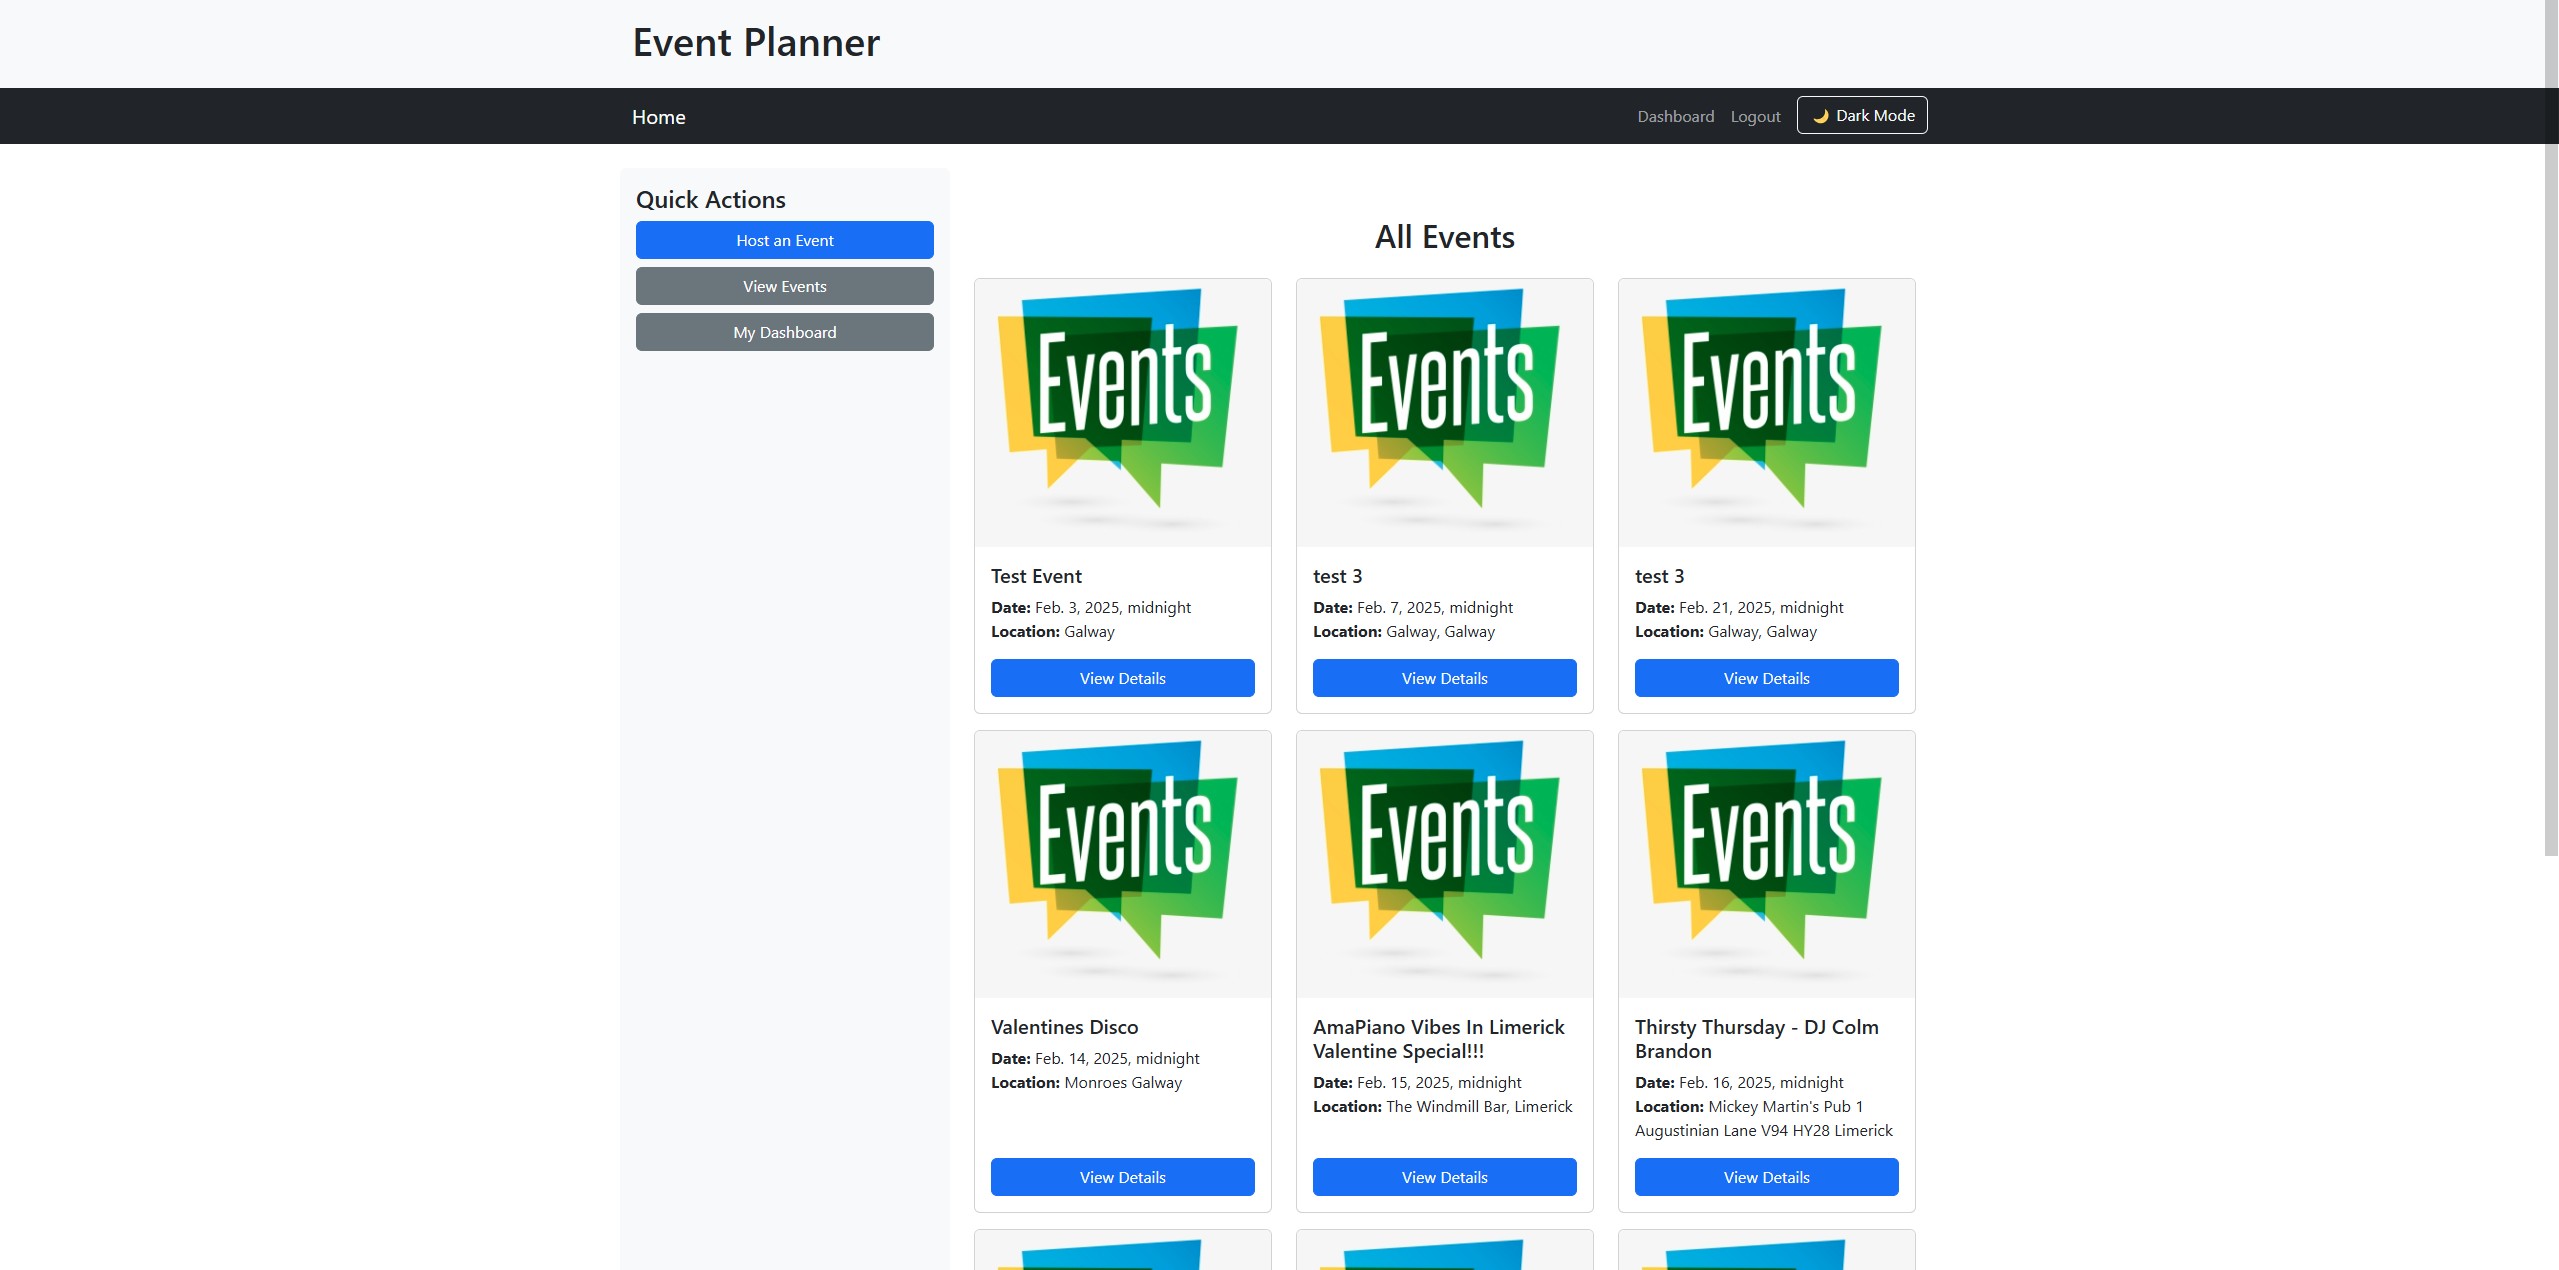 Event Planner
Home
Dashboard
Logout
🌙 Dark Mode
Quick Actions
Host an Event
View Events
My Dashboard
All Events
Events
Test Event
Date: Feb. 3, 2025, midnight
Location: Galway
View Details
Events
test 3
Date: Feb. 7, 2025, midnight
Location: Galway, Galway
View Details
Events
test 3
Date: Feb. 21, 2025, midnight
Location: Galway, Galway
View Details
Events
Valentines Disco
Date: Feb. 14, 2025, midnight
Location: Monroes Galway
View Details
Events
AmaPiano Vibes In Limerick
Valentine Special!!!
Date: Feb. 15, 2025, midnight
Location: The Windmill Bar, Limerick
View Details
Events
Thirsty Thursday - DJ Colm
Brandon
Date: Feb. 16, 2025, midnight
Location: Mickey Martin's Pub 1
Augustinian Lane V94 HY28 Limerick
View Details